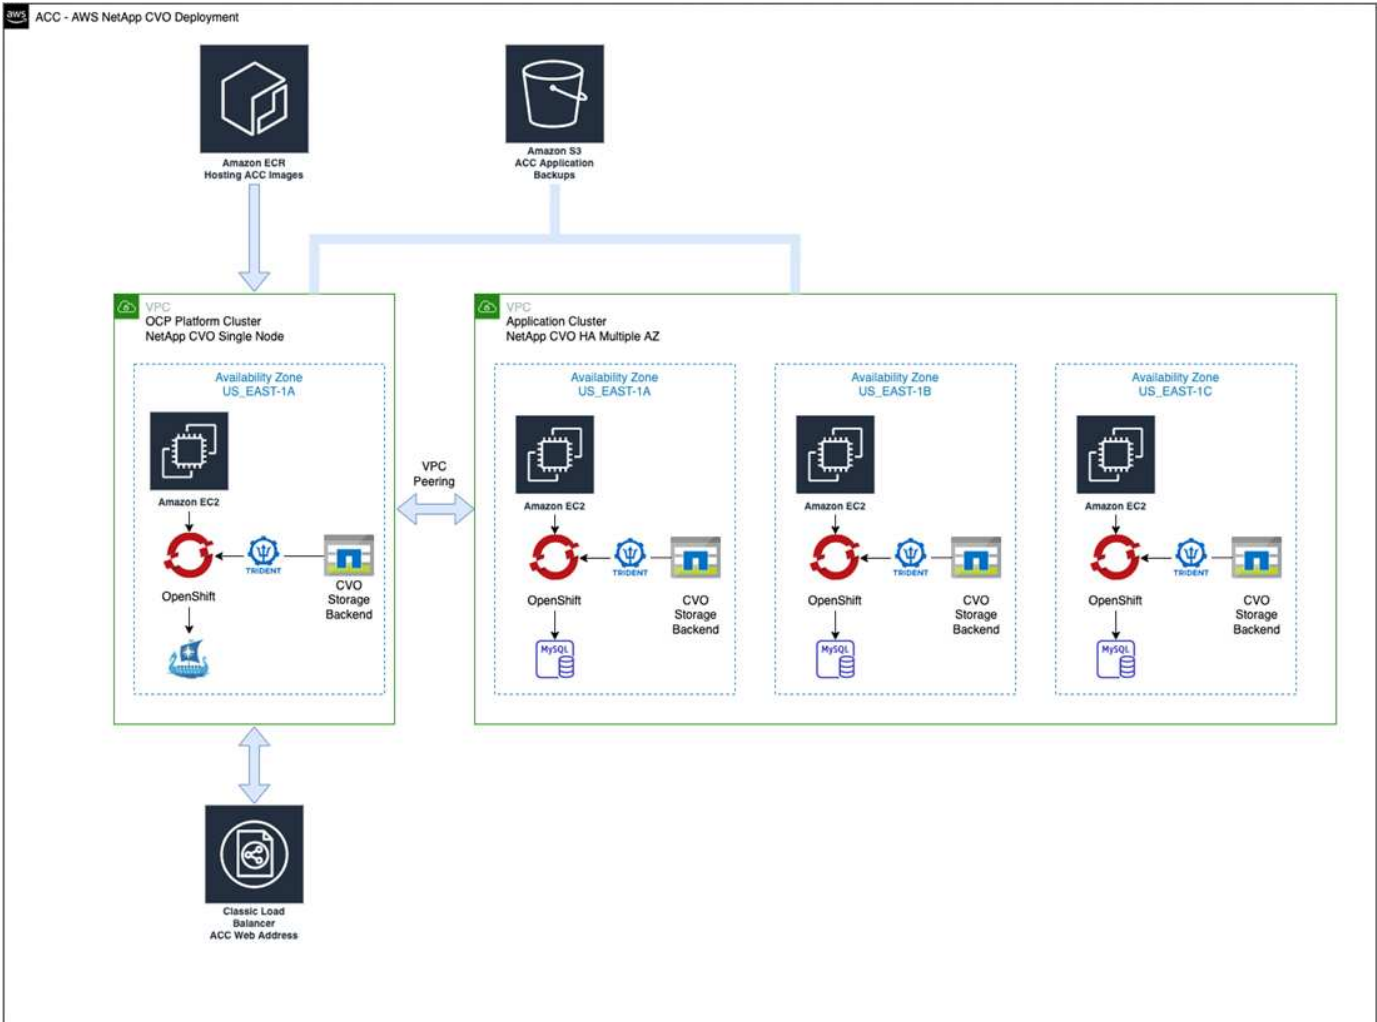 aws
ACC - AWS NetApp CVO Deployment
Amazon ECR
Hosting ACC Images
Amazon S3
ACC Application
Backups
VPC
OCP Platform Cluster
NetApp CVO Single Node
Availability Zone
US_EAST-1A
Amazon EC2
TRIDENT
OpenShift
CVO
Storage
Backend
VPC
Peering
VPC
Application Cluster
NetApp CVO HA Multiple AZ
Availability Zone
US_EAST-1A
Amazon EC2
TRIDENT
OpenShift
CVO
Storage
Backend
MySQL
Availability Zone
US_EAST-1B
Amazon EC2
TRIDENT
OpenShift
CVO
Storage
Backend
MySQL
Availability Zone
US_EAST-1C
Amazon EC2
TRIDENT
OpenShift
CVO
Storage
Backend
MySQL
Classic Load
Balancer
ACC Web Address